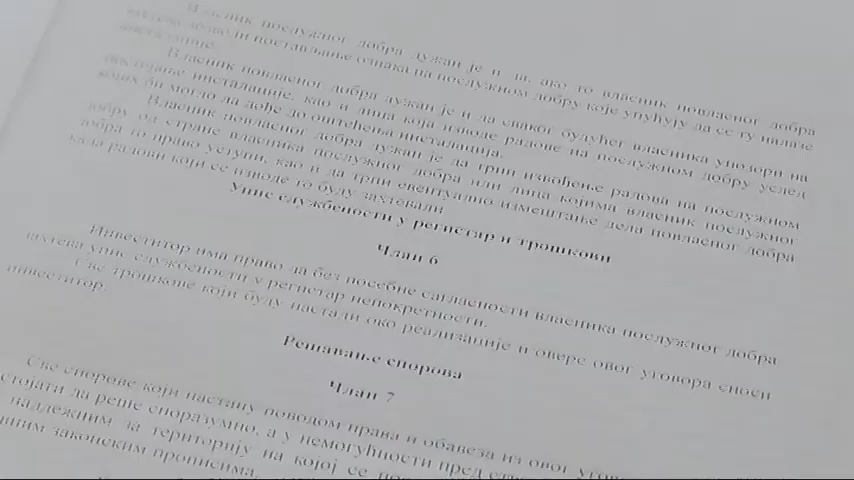 Власник послужног добра дужан је и да, ако то власник повласног добра
захтева дозволи постављање ознака на послужном добру које упућују да се ту налазе
инсталације.
Власник повласног добра дужан је и да сваког будућег власника упозори на
постојање инсталације, као и лица која изводе радове на послужном добру услед
којих би могло да дође до оштећења инсталација.
Власник повласног добра дужан је да трпи извођење радова на послужном
добру од стране власника послужног добра или лица којима власник послужног
добра то право уступи, као и да трпи евентуално измештање дела повласног добра
када радови који се изводе то буду захтевали
Упис службености у регистар и трошкови
Члан 6
Инвеститор има право да без посебне сагласности власника послужног добра
захтева упис службености у регистар непокретности.
Све трошкове који буду настали око реализације и овере овог уговора сноси
инвеститор.
Решавање спорова
Члан 7
Све спорове који настану поводом права и обавеза из овог
стојати да реше споразумно, а у немогућности пред
надлежним за територију на којој се
законским прописима.